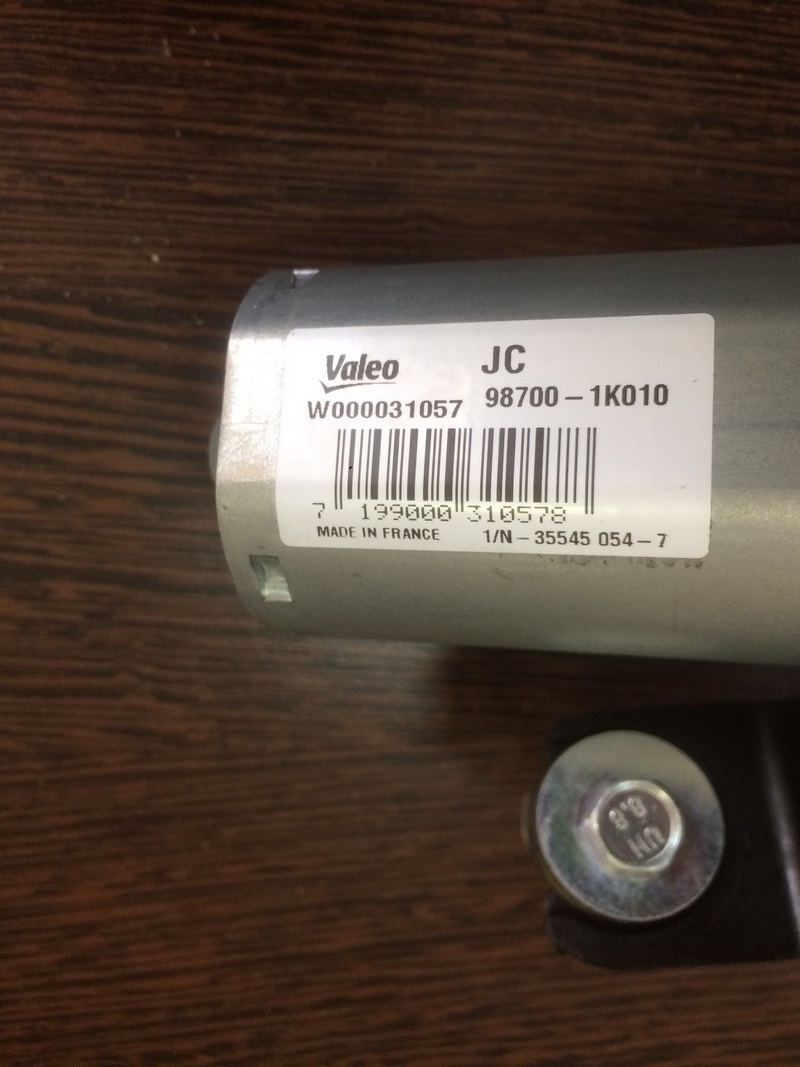 Valeo
JC
W000031057
98700-1K010
7 199000 310578
MADE IN FRANCE
1/N - 35545 054-7